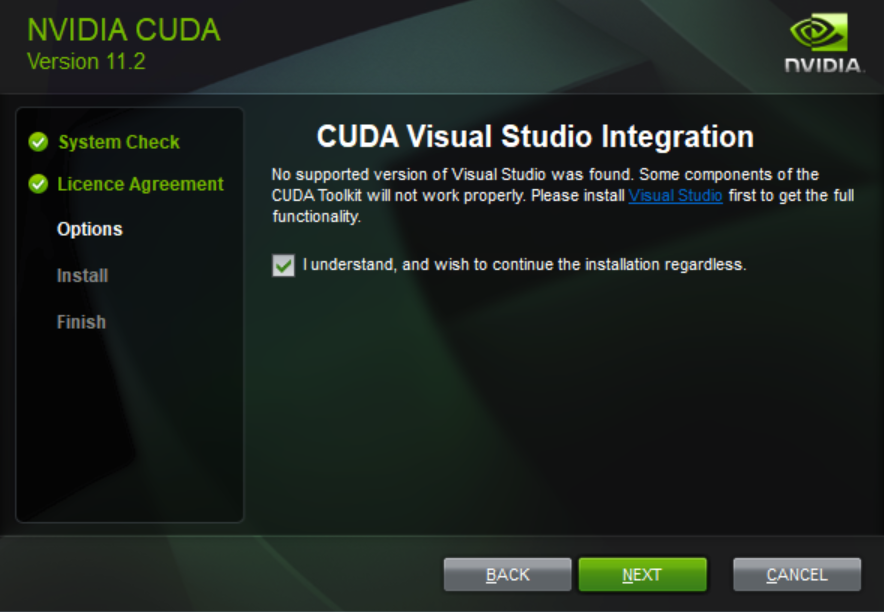 NVIDIA CUDA
Version 11.2
NVIDIA.
System Check
Licence Agreement
Options
Install
Finish
CUDA Visual Studio Integration
No supported version of Visual Studio was found. Some components of the
CUDA Toolkit will not work properly. Please install Visual Studio first to get the full
functionality.
I understand, and wish to continue the installation regardless.
BACK
NEXT
CANCEL